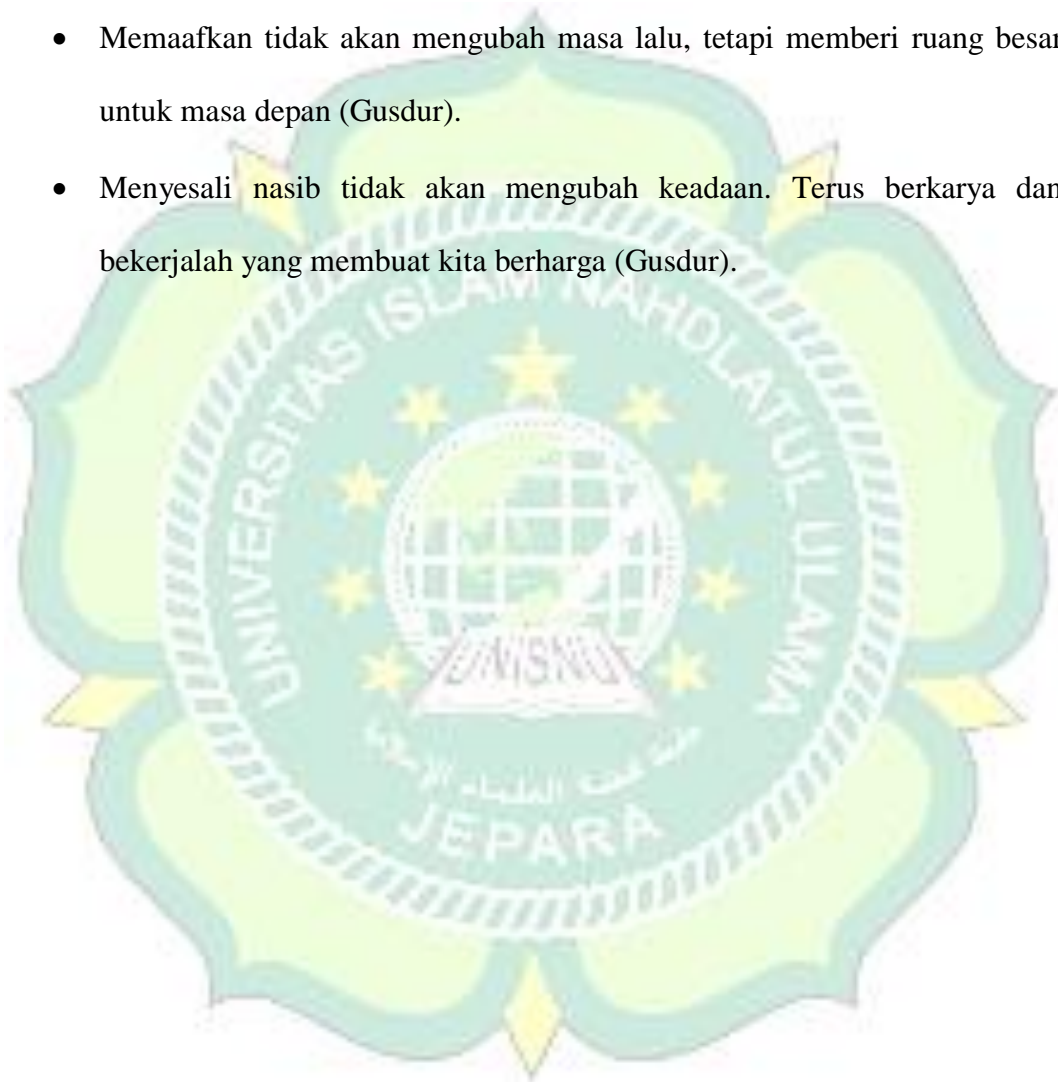 • Memaafkan tidak akan mengubah masa lalu, tetapi memberi ruang besar
untuk masa depan (Gusdur).
• Menyesali nasib tidak akan mengubah keadaan. Terus berkarya dan
bekerjalah yang membuat kita berharga (Gusdur).
UNIVERSITAS ISLAM NAHDLATUL ULAMA
UNISNU
JEPARA